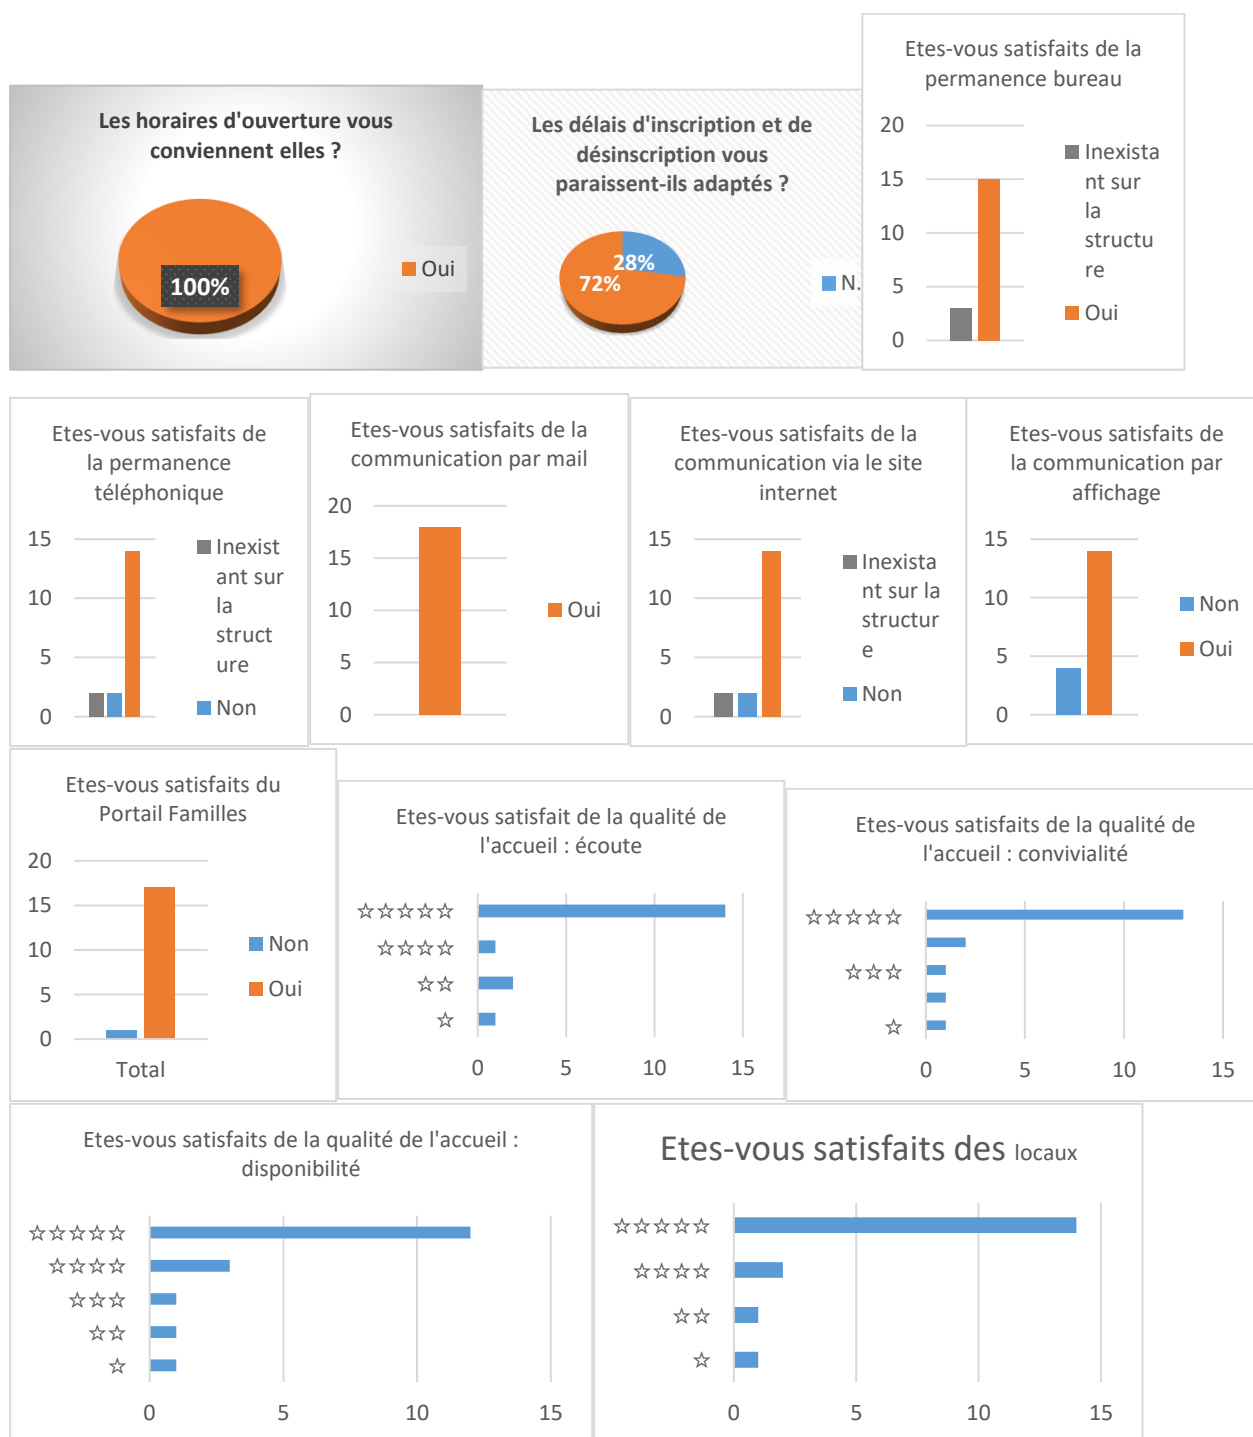 Les horaires d'ouverture vous
conviennent elles ?
100%
Oui
Les délais d'inscription et de
désinscription vous
paraissent-ils adaptés ?
28%
72%
N.
Etes-vous satisfaits de la
permanence bureau
20
15
10
5
0
Inexista
nt sur
la
structu
re
Oui
Etes-vous satisfaits de
la permanence
téléphonique
15
10
5
0
Inexist
ant sur
la
struct
ure
Non
Etes-vous satisfaits de la
communication par mail
20
15
10
5
0
Oui
Etes-vous satisfaits de la
communication via le site
internet
15
10
5
0
Inexista
nt sur la
structur
e
Non
Etes-vous satisfaits de
la communication par
affichage
15
10
5
0
Non
Oui
Etes-vous satisfaits du
Portail Familles
20
15
10
5
0
Total
Non
Oui
Etes-vous satisfait de la qualité de
l'accueil : écoute
☆☆☆☆☆
☆☆☆☆
☆☆
☆
0 5 10 15
Etes-vous satisfaits de la qualité de
l'accueil : convivialité
☆☆☆☆☆
☆☆☆
☆
0 5 10 15
Etes-vous satisfaits de la qualité de l'accueil :
disponibilité
☆☆☆☆☆
☆☆☆☆
☆☆☆
☆☆
☆
0 5 10 15
Etes-vous satisfaits des locaux
☆☆☆☆☆
☆☆☆☆
☆☆
☆
0 5 10 15